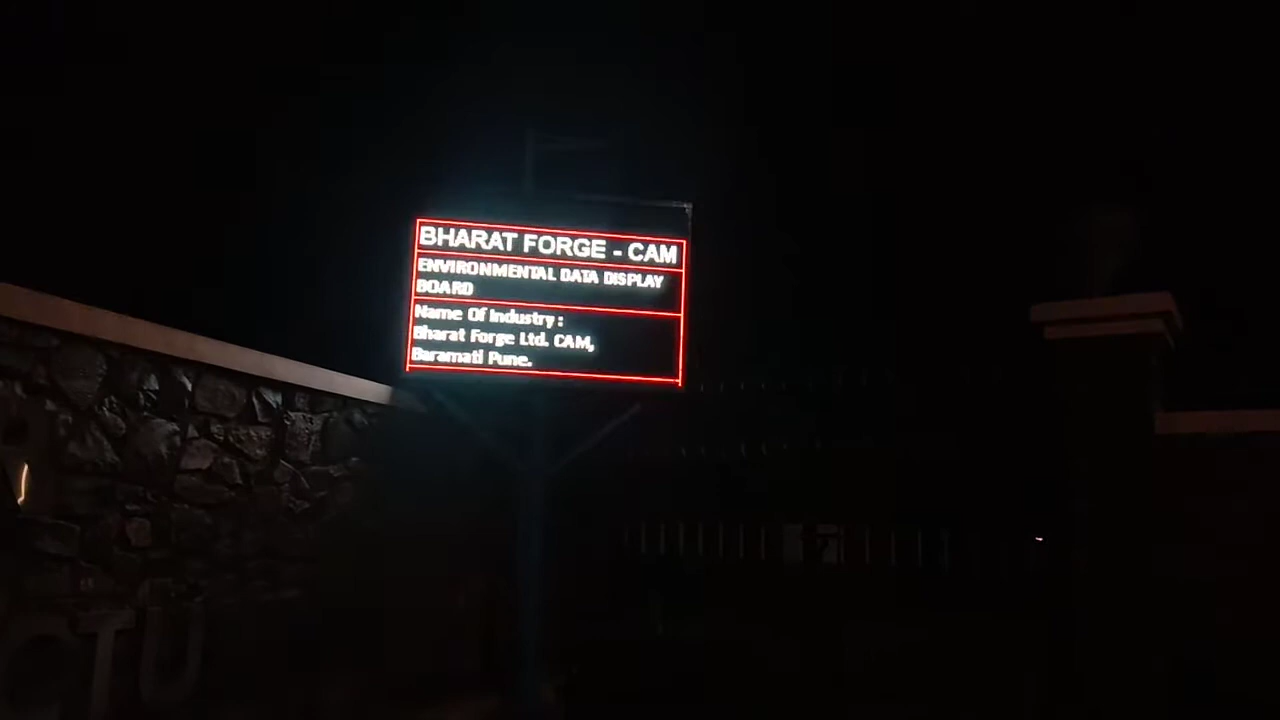 BHARAT FORGE - CAM
ENVIRONMENTAL DATA DISPLAY
BOARD
Name Of Industry :
Bharat Forge Ltd. CAM,
Baramati Pune.